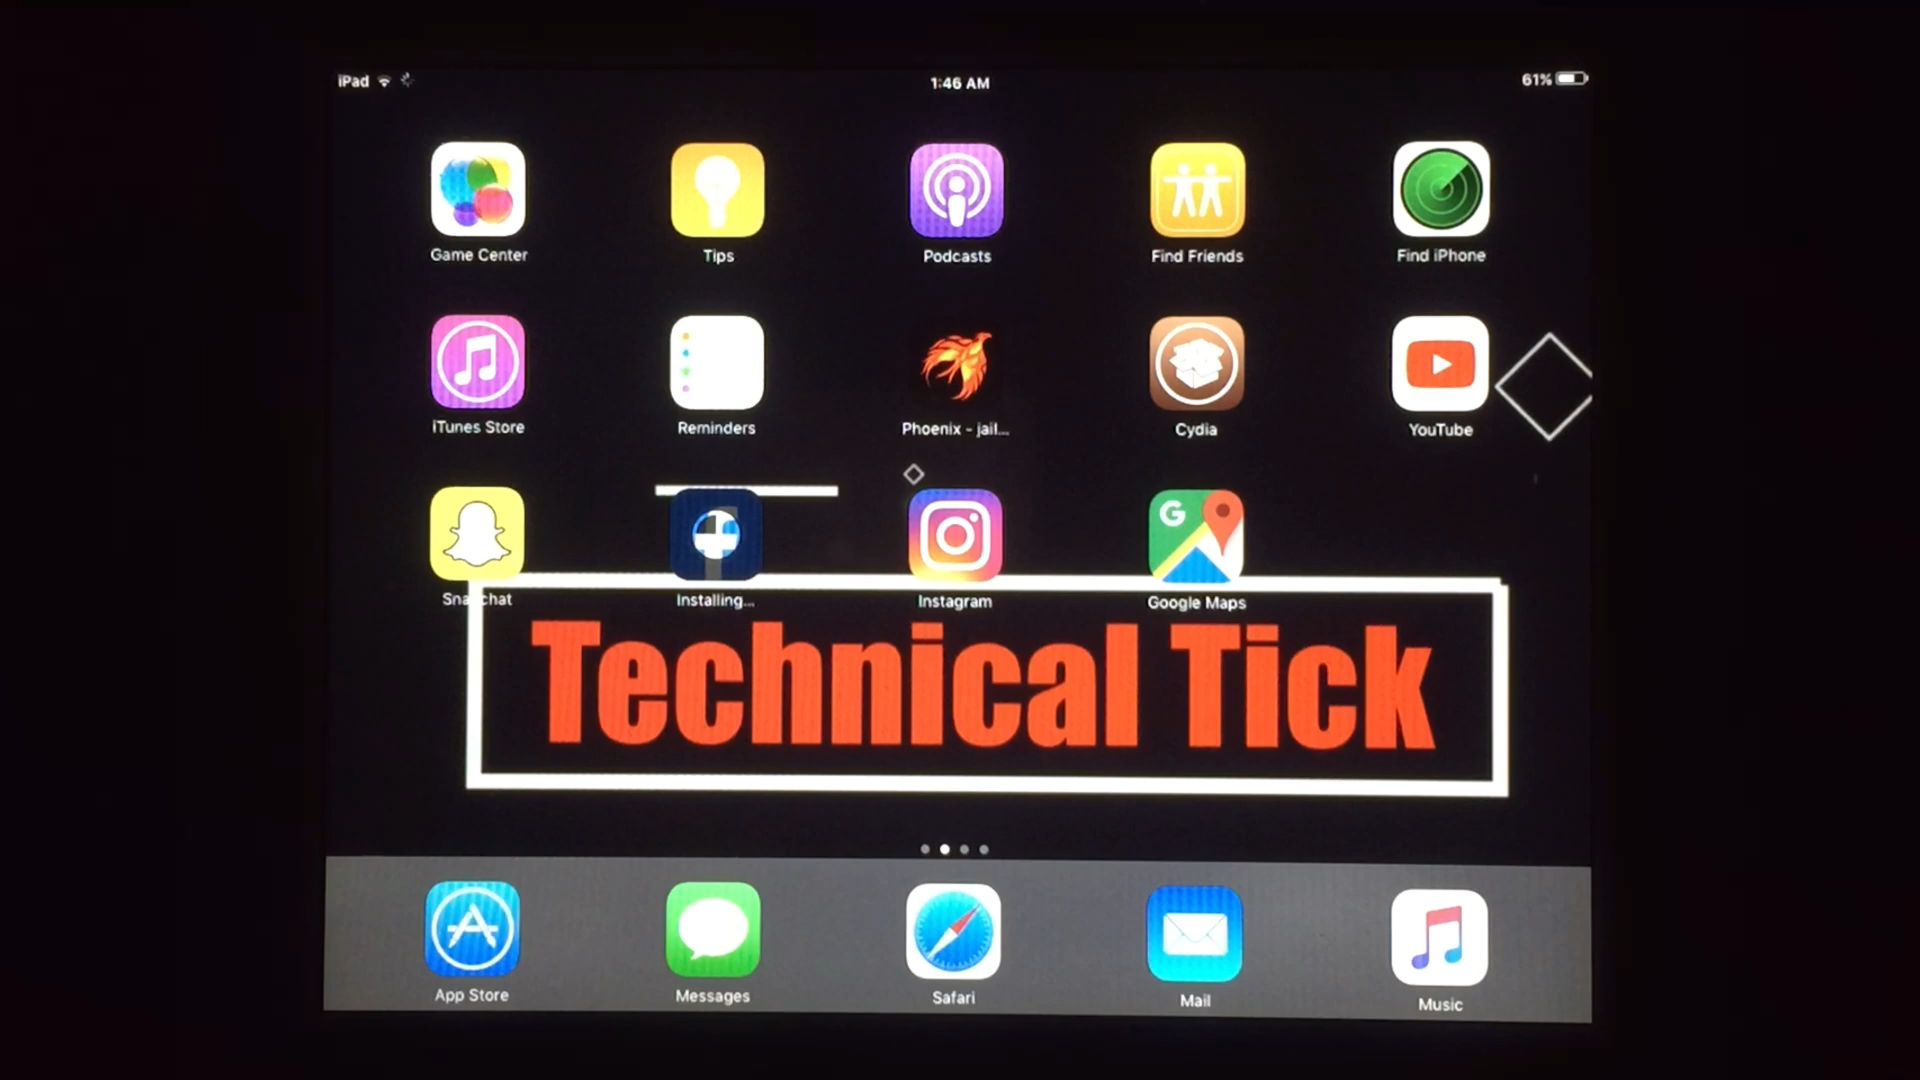 iPad 1:46 AM 61%
Game Center Tips Podcasts Find Friends Find iPhone
iTunes Store Reminders Phoenix - jail... Cydia YouTube
G
Snapchat Installing... Instagram Google Maps
Technical Tick
App Store Messages Safari Mail Music